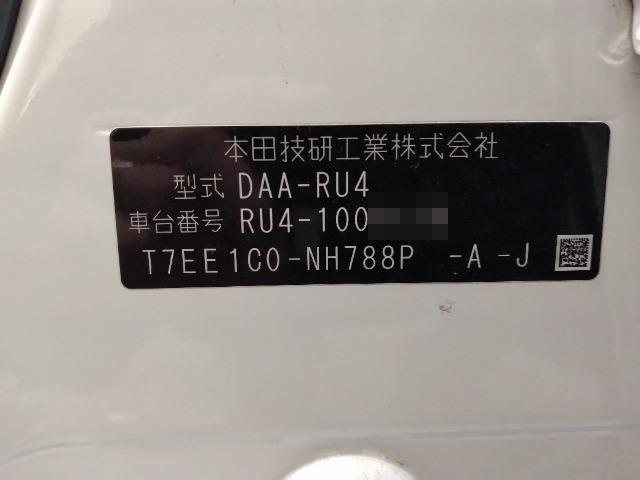 本田技研工業株式会社
型式 DAA-RU4
車台番号 RU4-100
T7EE1C0-NH788P -A -J